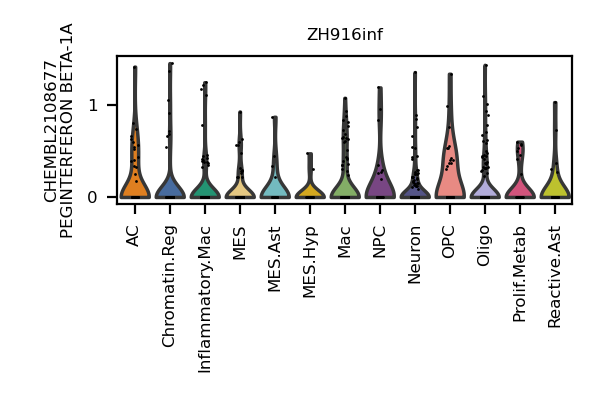 ZH916inf
CHEMBL2108677
PEGINTERFERON BETA-1A
1
0
AC
Chromatin.Reg
Inflammatory.Mac
MES
MES.Ast
MES.Hyp
Mac
NPC
Neuron
OPC
Oligo
Prolif.Metab
Reactive.Ast